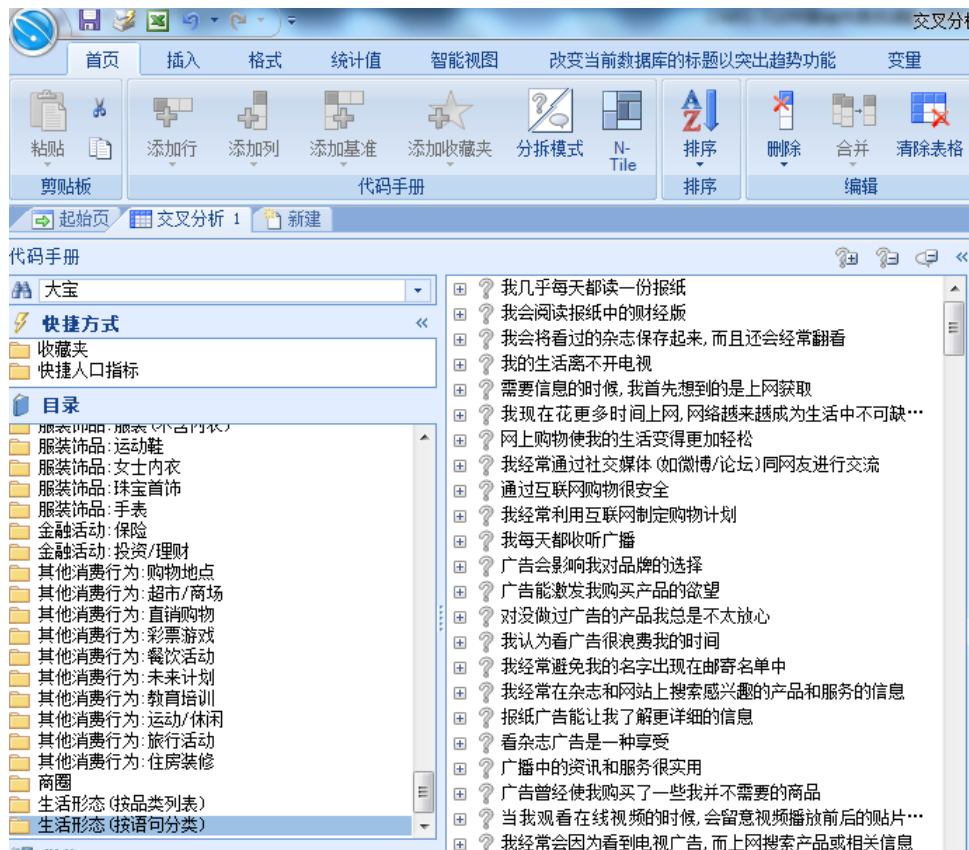 交叉分
首页 插入 格式 统计值 智能视图 改变当前数据库的标题以突出趋势功能 变量
粘贴 添加行 添加列 添加基准 添加收藏夹 分拆模式 N-Tile 排序 删除 合并 清除表格
剪贴板 代码手册 排序 编辑
起始页 交叉分析 1 新建
代码手册
大宝
快捷方式
收藏夹
快捷人口指标
目录
服装饰品:服装(不含内衣)
服装饰品:运动鞋
服装饰品:女士内衣
服装饰品:珠宝首饰
服装饰品:手表
金融活动:保险
金融活动:投资/理财
其他消费行为:购物地点
其他消费行为:超市/商场
其他消费行为:直销购物
其他消费行为:彩票游戏
其他消费行为:餐饮活动
其他消费行为:未来计划
其他消费行为:教育培训
其他消费行为:运动/休闲
其他消费行为:旅行活动
其他消费行为:住房装修
商圈
生活形态(按品类列表)
生活形态(按语句分类)
我几乎每天都读一份报纸
我会阅读报纸中的财经版
我会将看过的杂志保存起来,而且还会经常翻看
我的生活离不开电视
需要信息的时候,我首先想到的是上网获取
我现在花更多时间上网,网络越来越成为生活中不可缺…
网上购物使我的生活变得更加轻松
我经常通过社交媒体(如微博/论坛)同网友进行交流
通过互联网购物很安全
我经常利用互联网制定购物计划
我每天都收听广播
广告会影响我对品牌的选择
广告能激发我购买产品的欲望
对没做过广告的产品我总是不太放心
我认为看广告很浪费我的时间
我经常避免我的名字出现在邮寄名单中
我经常在杂志和网站上搜索感兴趣的产品和服务的信息
报纸广告能让我了解更详细的信息
看杂志广告是一种享受
广播中的资讯和服务很实用
广告曾经使我购买了一些我并不需要的商品
当我观看在线视频的时候,会留意视频播放前后的贴片…
我经常会因为看到电视广告,而上网搜索产品或相关信息